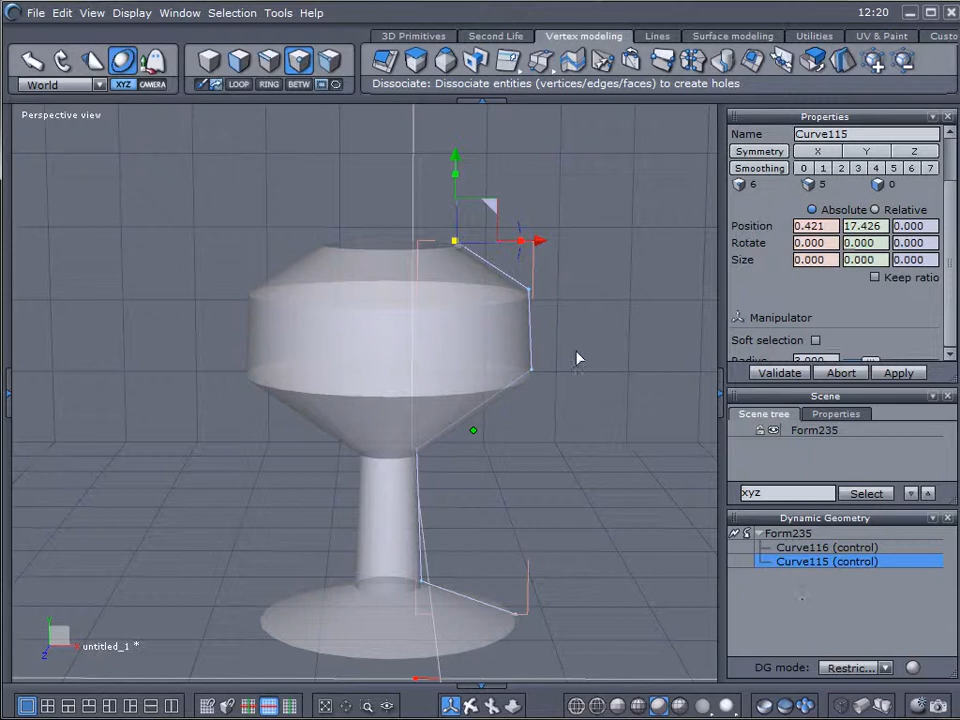 File Edit View Display Window Selection Tools Help 12:20
3D Primitives Second Life Vertex modeling Lines Surface modeling Utilities UV & Paint Custo
World XYZ CAMERA LOOP RING BETW Dissociate: Dissociate entities (vertices/edges/faces) to create holes
Perspective view
Properties
Name Curve115
Symmetry X Y Z
Smoothing 0 1 2 3 4 5 6 7
6 5 0
Absolute Relative
Position 0.421 17.426 0.000
Rotate 0.000 0.000 0.000
Size 0.000 0.000 0.000
Keep ratio
Manipulator
Soft selection
Radius 3.000
Validate Abort Apply
Scene
Scene tree Properties
Form235
xyz Select
Dynamic Geometry
Form235
Curve116 (control)
Curve115 (control)
Y
X
Z
untitled_1 *
DG mode: Restric...